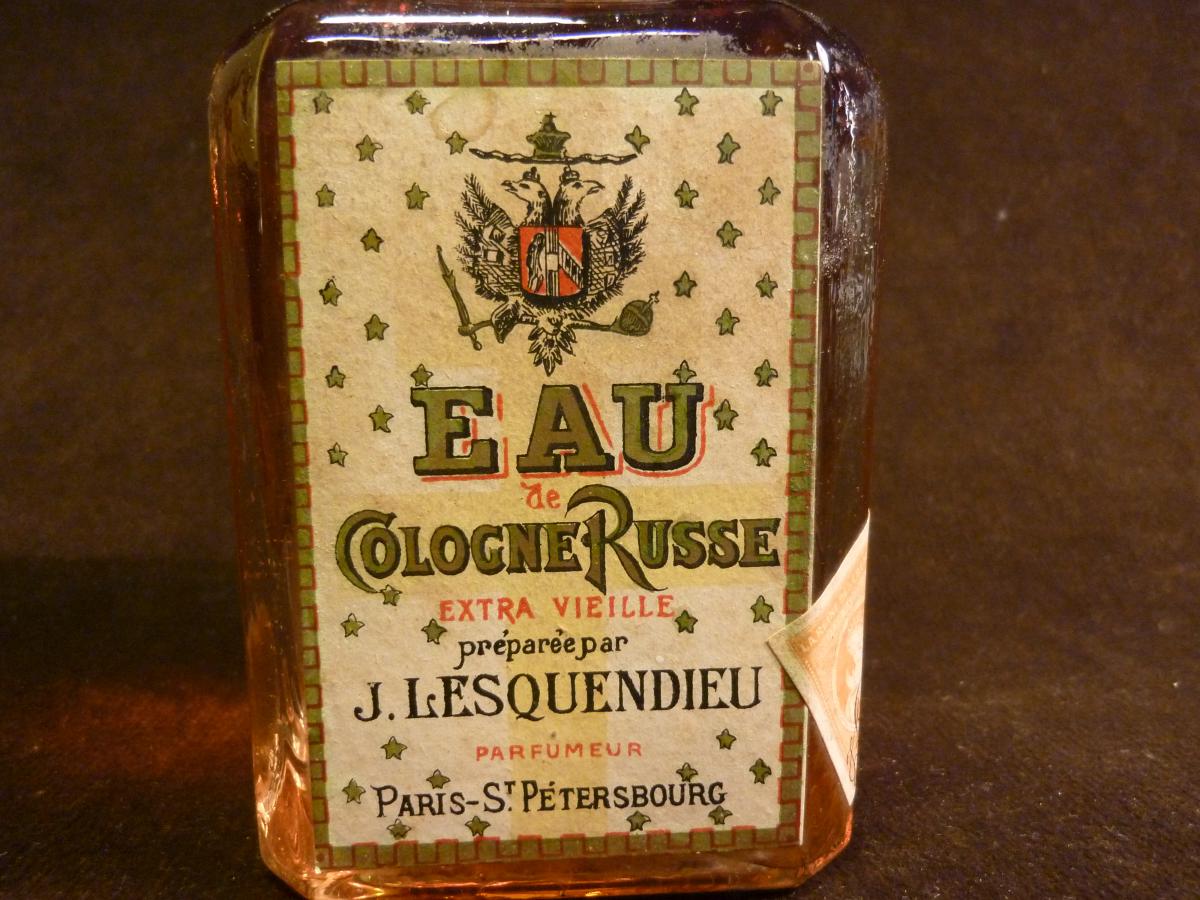 EAU
de
COLOGNE RUSSE
EXTRA VIEILLE
préparée par
J. LESQUENDIEU
PARFUMEUR
PARIS-ST PÉTERSBOURG